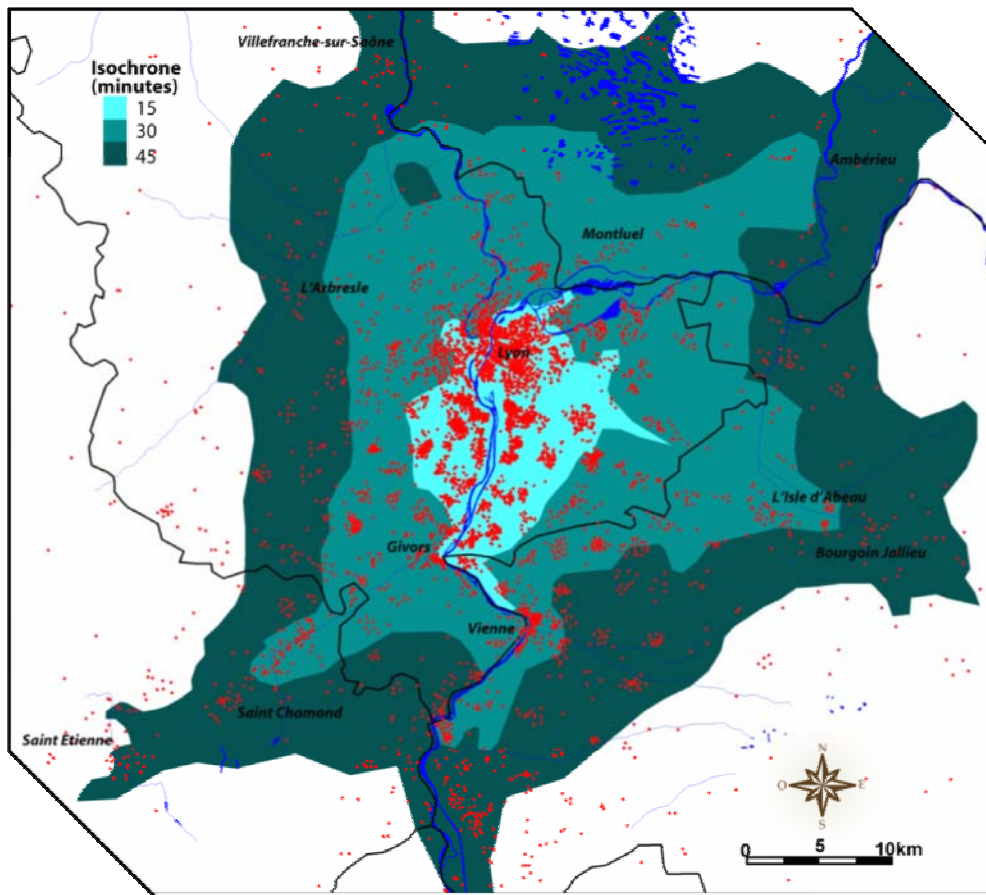 Villefranche-sur-Saône
Isochrone
(minutes)
15
30
45
Ambérieu
Montluel
L'Arbresle
Lyon
L'Isle d'Abeau
Givors
Bourgoin Jallieu
Vienne
Saint Chamond
Saint Etienne
N
O E
S
0 5 10km